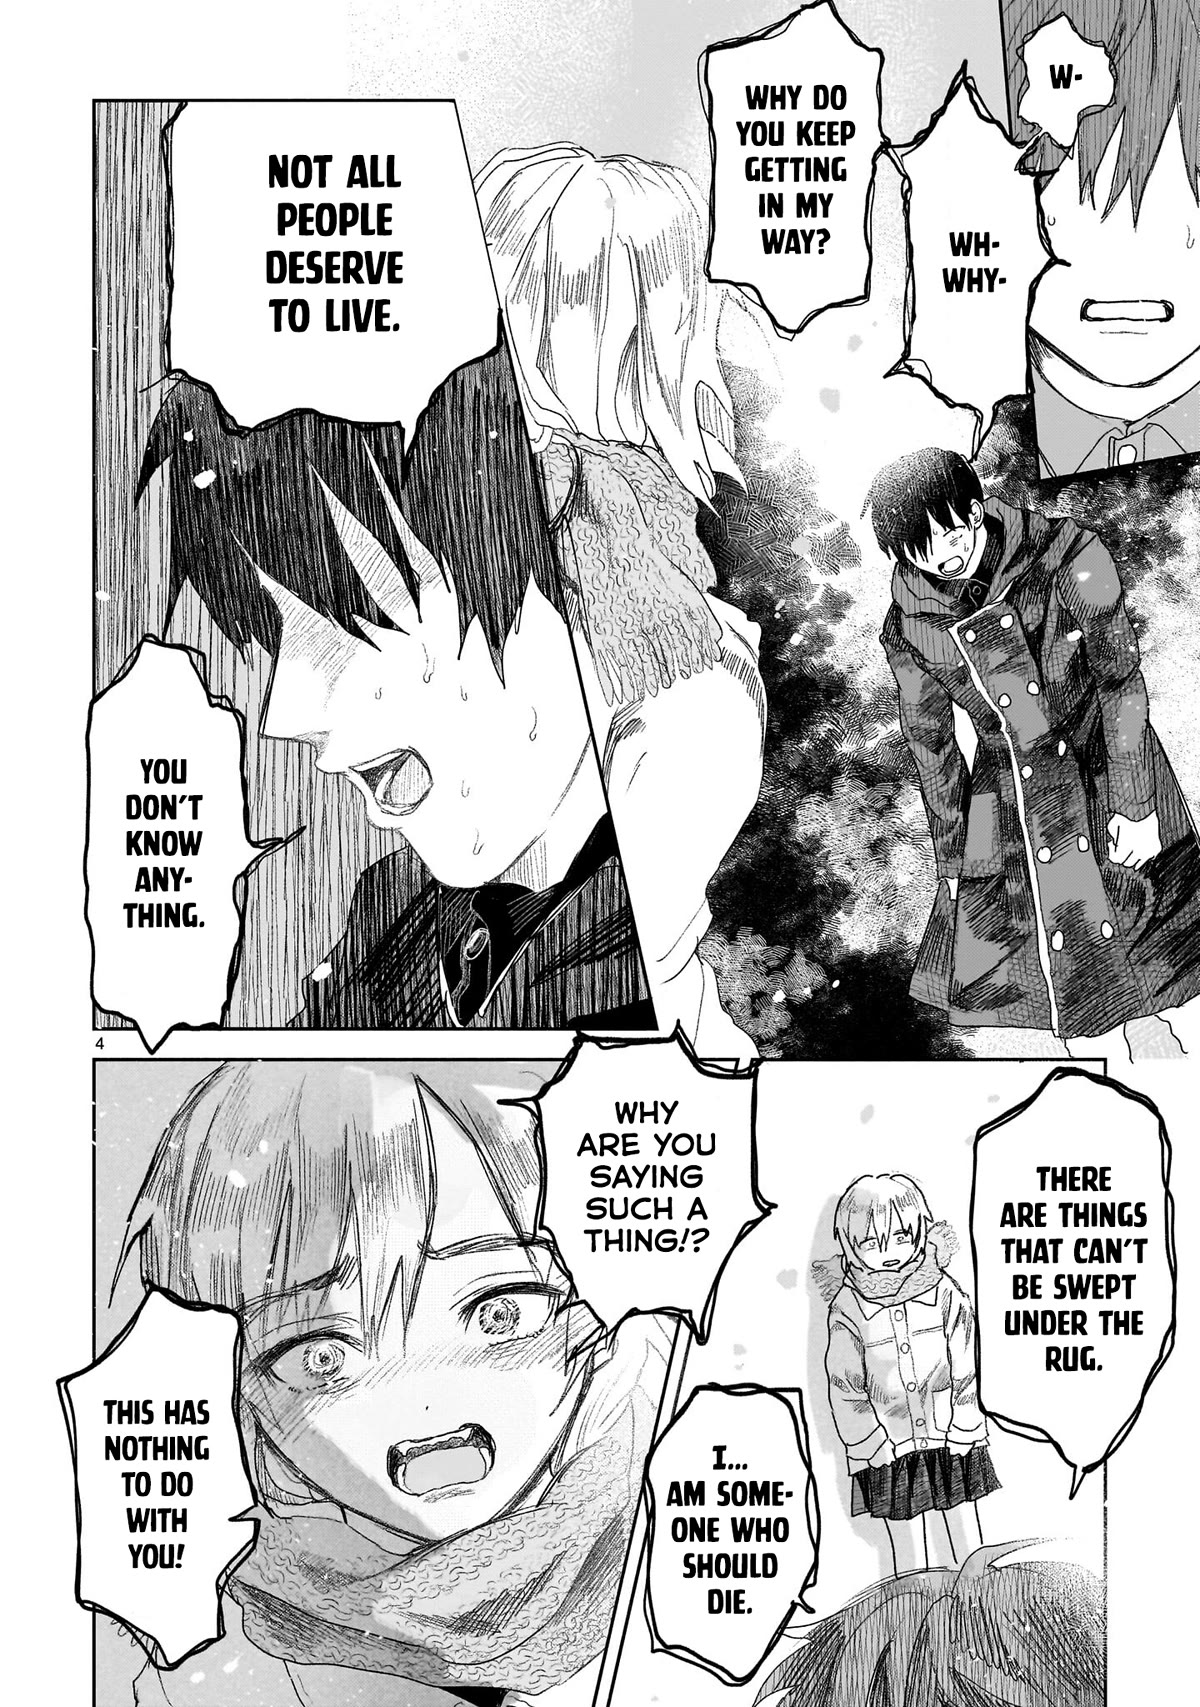 W-
WH-
WHY-
WHY DO
YOU KEEP
GETTING
IN MY
WAY?
NOT ALL
PEOPLE
DESERVE
TO LIVE.
YOU
DON'T
KNOW
ANY-
THING.
4
THERE
ARE THINGS
THAT CAN'T
BE SWEPT
UNDER THE
RUG.
I...
AM SOME-
ONE WHO
SHOULD
DIE.
WHY
ARE YOU
SAYING
SUCH A
THING!?
THIS HAS
NOTHING
TO DO
WITH
YOU!